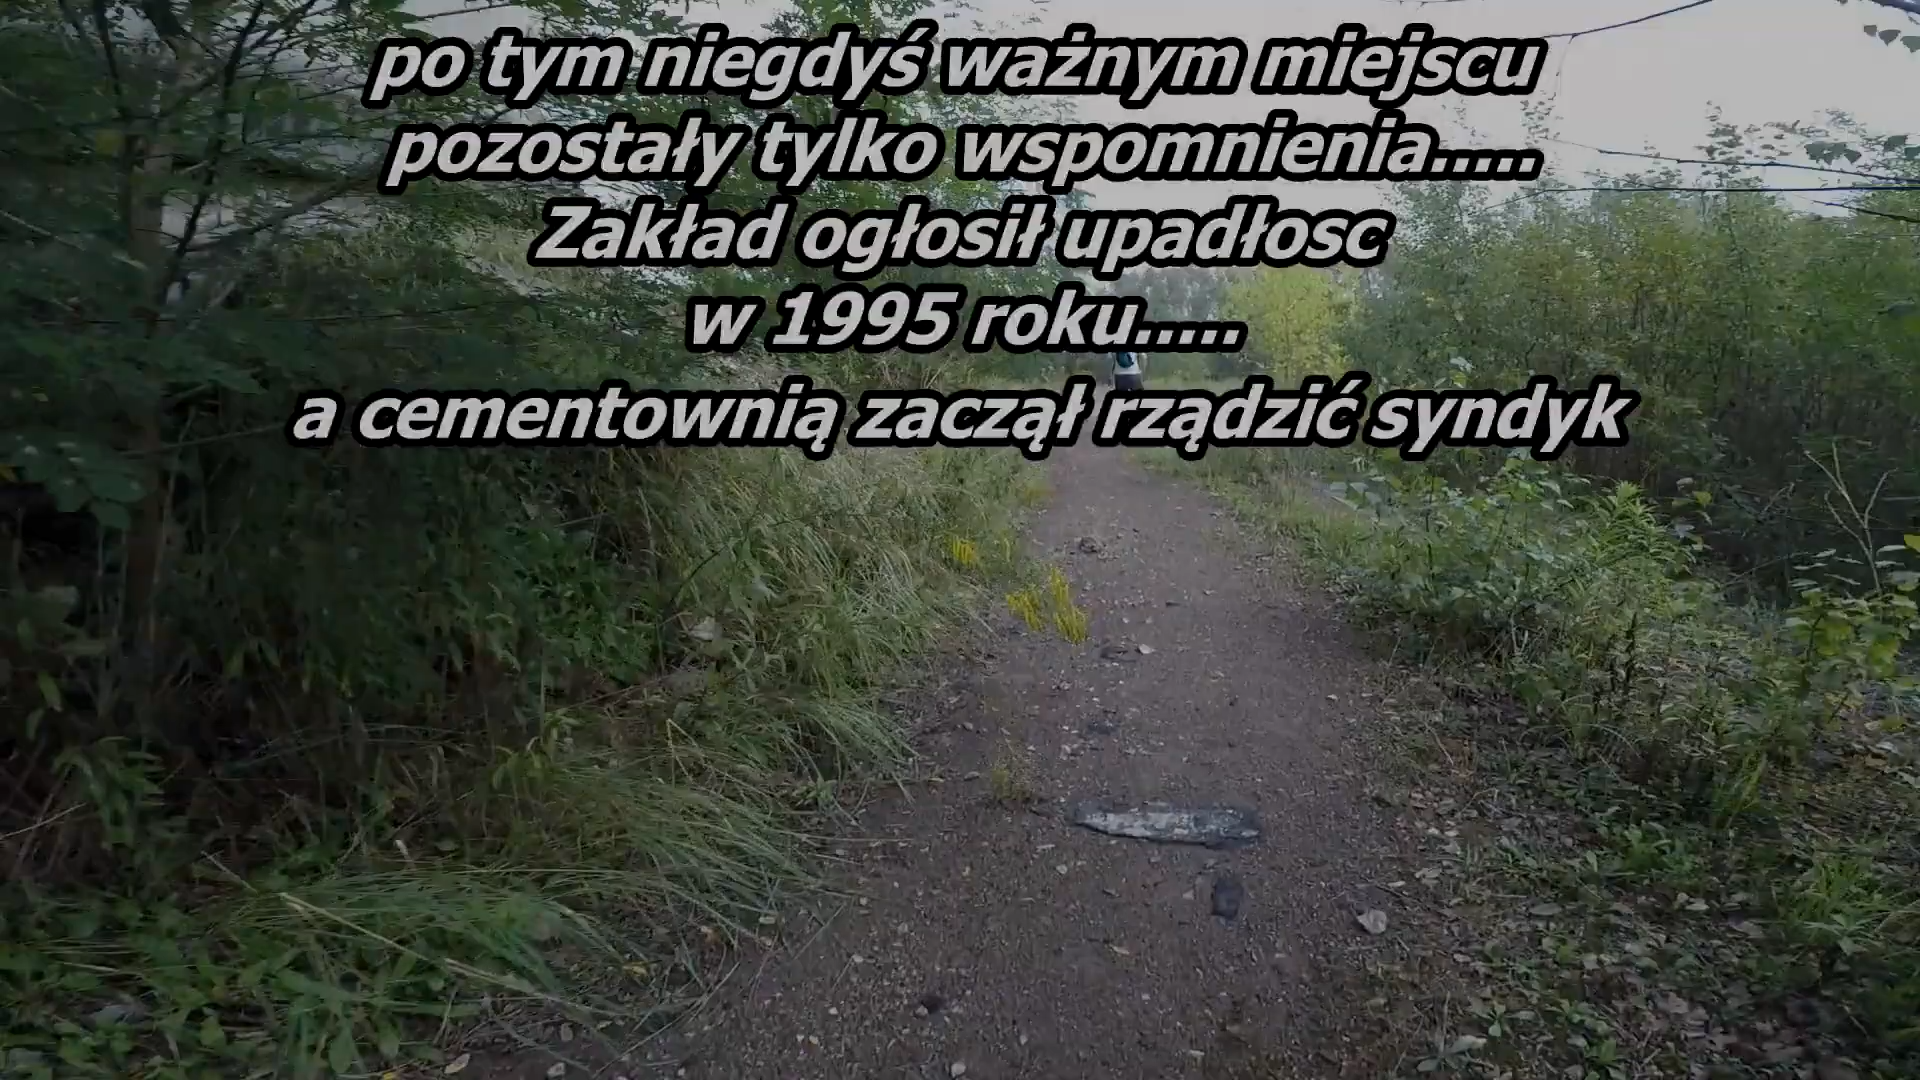 po tym niegdyś ważnym miejscu
pozostały tylko wspomnienia.....
Zakład ogłosił upadłosc
w 1995 roku.....
a cementownią zaczął rządzić syndyk